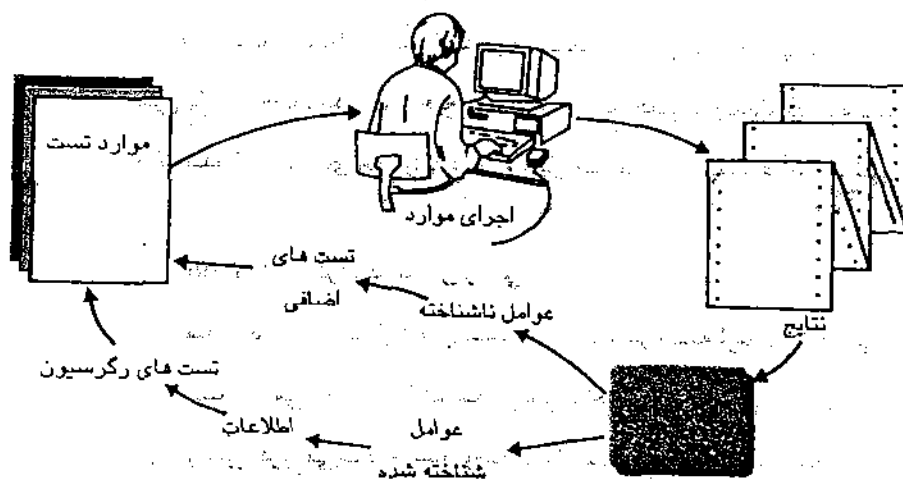 موارد تست
اجرای موارد
نتایج
تست های
اضافی
عوامل ناشناخته
تست های رگرسیون
اطلاعات
عوامل
شناخته شده